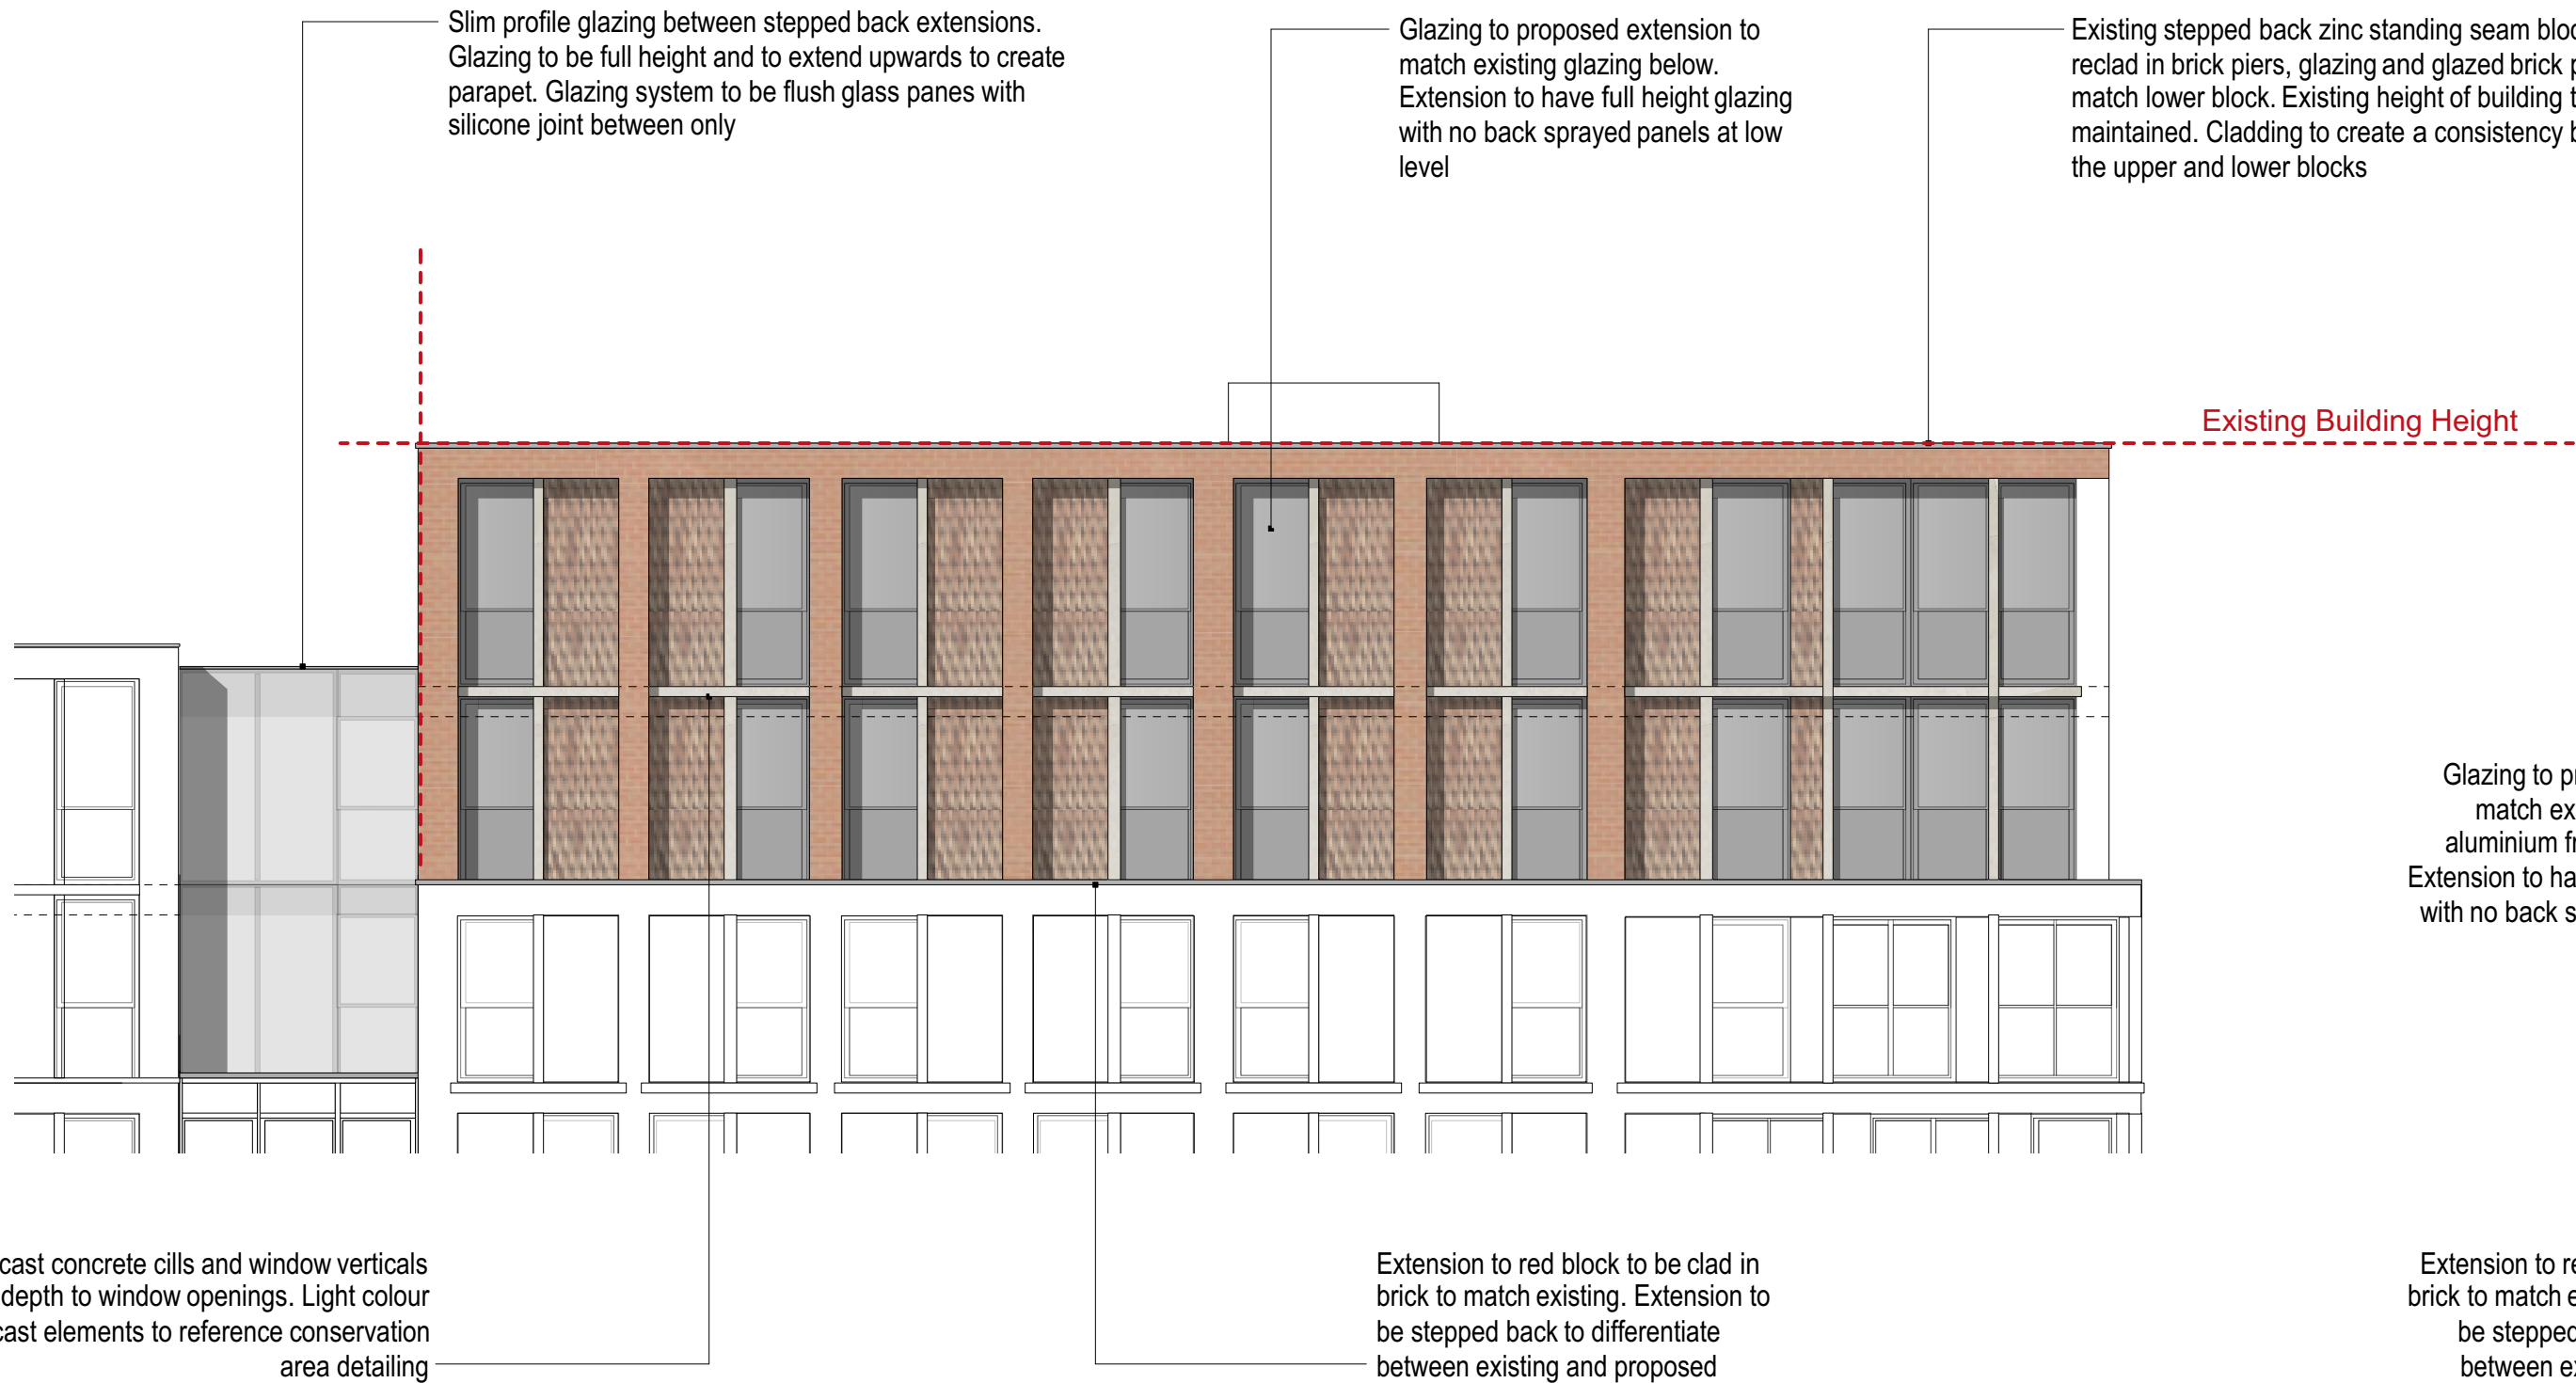 Slim profile glazing between stepped back extensions.
Glazing to be full height and to extend upwards to create
parapet. Glazing system to be flush glass panes with
silicone joint between only
Glazing to proposed extension to
match existing glazing below.
Extension to have full height glazing
with no back sprayed panels at low
level
Existing stepped back zinc standing seam
reclad in brick piers, glazing and glazed brick
match lower block. Existing height of building
maintained. Cladding to create a consistency
the upper and lower blocks
Existing Building Height
Glazing to
match
aluminium
Extension to
with no back
cast concrete cills and window verticals
depth to window openings. Light colour
cast elements to reference conservation
area detailing
Extension to red block to be clad in
brick to match existing. Extension to
be stepped back to differentiate
between existing and proposed
Extension to
brick to match
be stepped
between